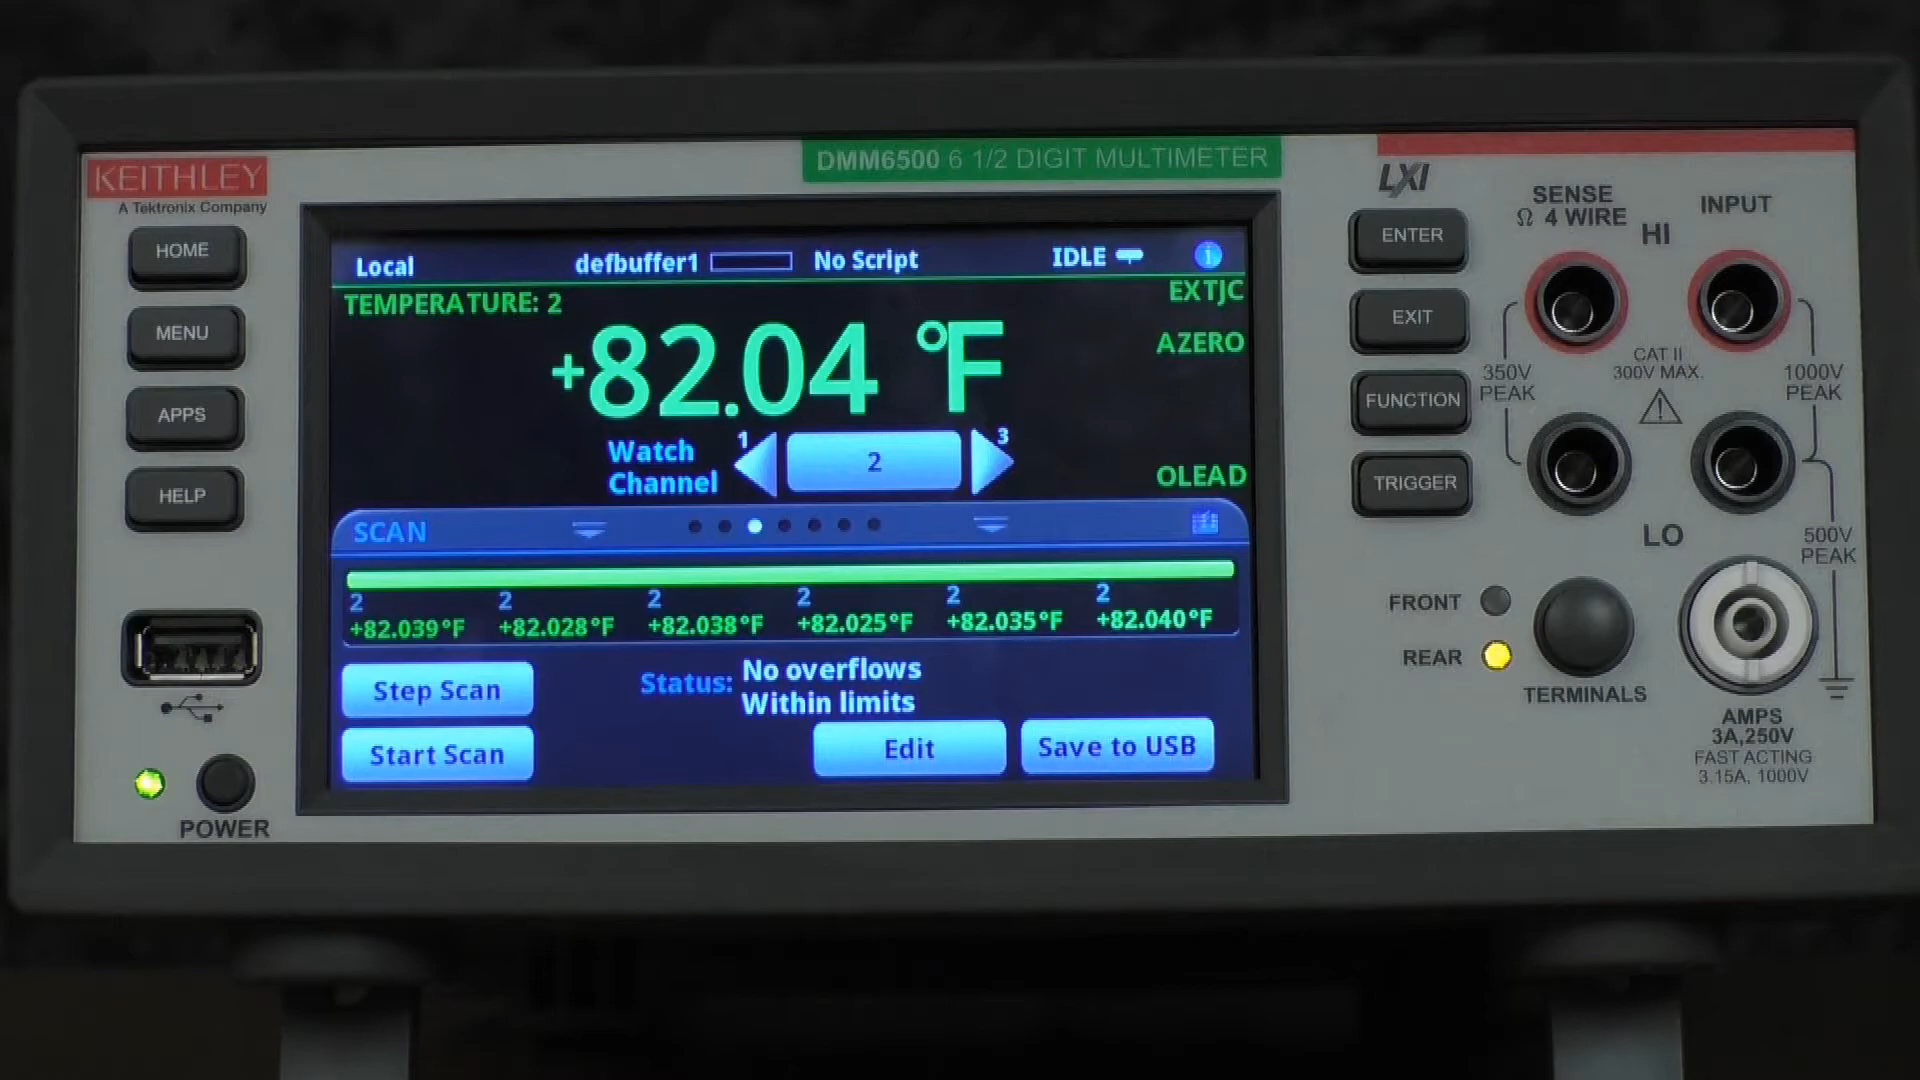 KEITHLEY
A Tektronix Company
DMM6500 6 1/2 DIGIT MULTIMETER
LXI
HOME
MENU
APPS
HELP
POWER
Local
defbuffer1
No Script
IDLE
i
TEMPERATURE: 2
EXTJC
+82.04 °F
AZERO
Watch
Channel
1
2
3
OLEAD
SCAN
2 2 2 2 2 2
+82.039°F +82.028°F +82.038°F +82.025°F +82.035°F +82.040°F
Step Scan
Start Scan
Status:
No overflows
Within limits
Edit
Save to USB
ENTER
EXIT
FUNCTION
TRIGGER
SENSE
Ω 4 WIRE
INPUT
HI
350V
PEAK
CAT II
300V MAX.
1000V
PEAK
LO
500V
PEAK
FRONT
REAR
TERMINALS
AMPS
3A,250V
FAST ACTING
3.15A, 1000V